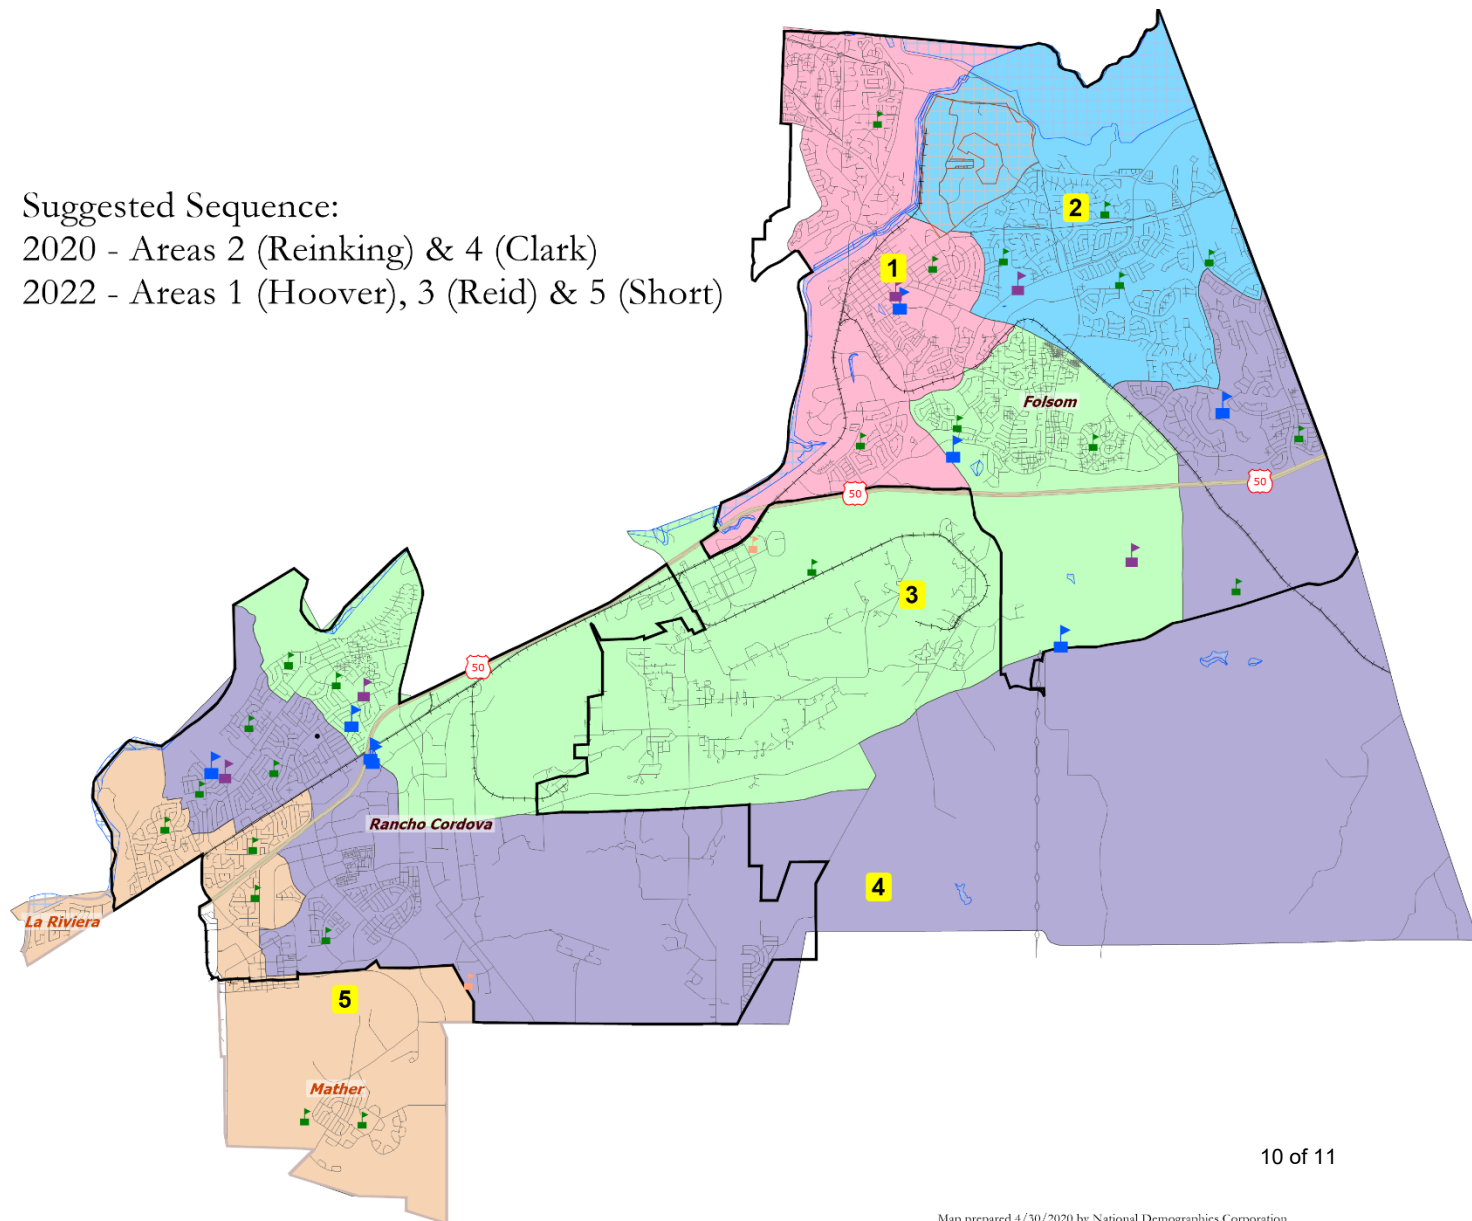 Suggested Sequence:
2020 - Areas 2 (Reinking) & 4 (Clark)
2022 - Areas 1 (Hoover), 3 (Reid) & 5 (Short)
2
1
Folsom
50
50
3
50
Rancho Cordova
4
La Riviera
5
Mather
10 of 11
Map prepared 4/30/2020 by National Demographics Corporation